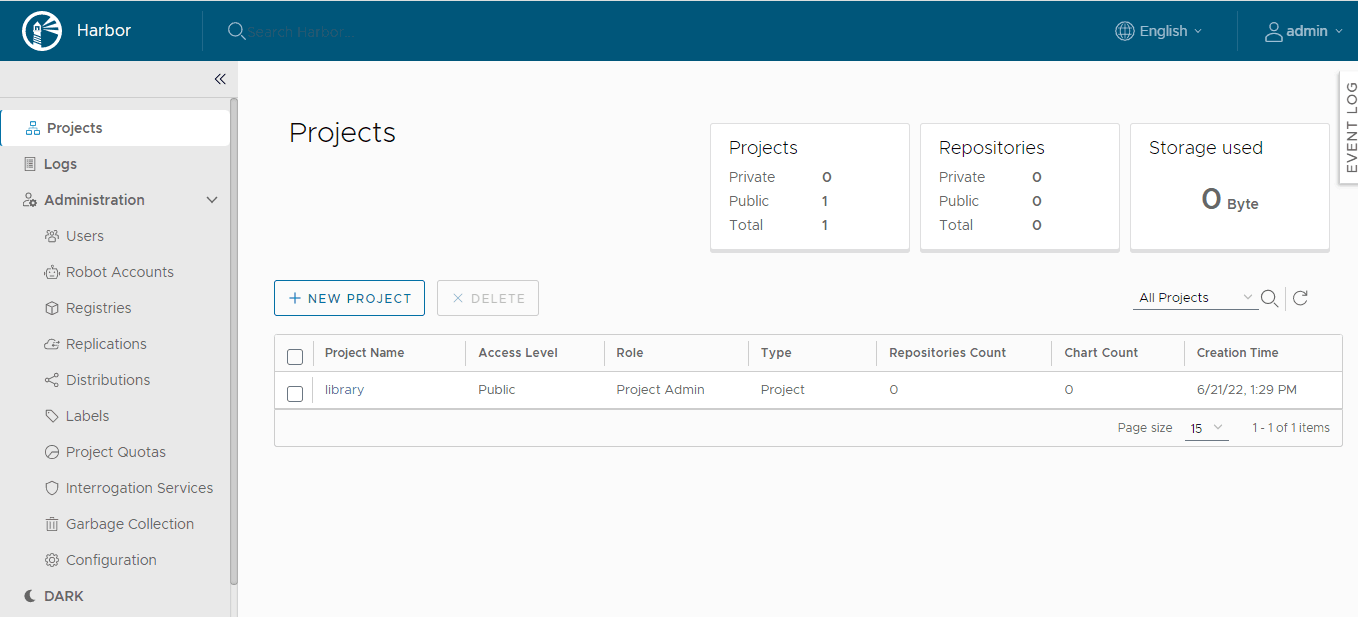 Harbor
Search Harbor...
English
admin
EVENT LOG
Projects
Logs
Administration
Users
Robot Accounts
Registries
Replications
Distributions
Labels
Project Quotas
Interrogation Services
Garbage Collection
Configuration
DARK
Projects
Projects
Private 0
Public 1
Total 1
Repositories
Private 0
Public 0
Total 0
Storage used
0 Byte
+ NEW PROJECT
× DELETE
All Projects
Project Name Access Level Role Type Repositories Count Chart Count Creation Time
library Public Project Admin Project 0 0 6/21/22, 1:29 PM
Page size 15 1 - 1 of 1 items